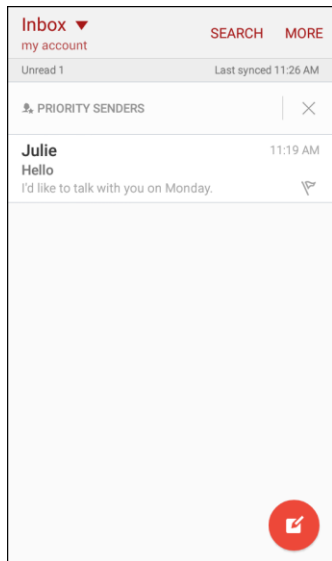 Inbox ▼ SEARCH MORE
my account
Unread 1 Last synced 11:26 AM
PRIORITY SENDERS
Julie 11:19 AM
Hello
I'd like to talk with you on Monday.